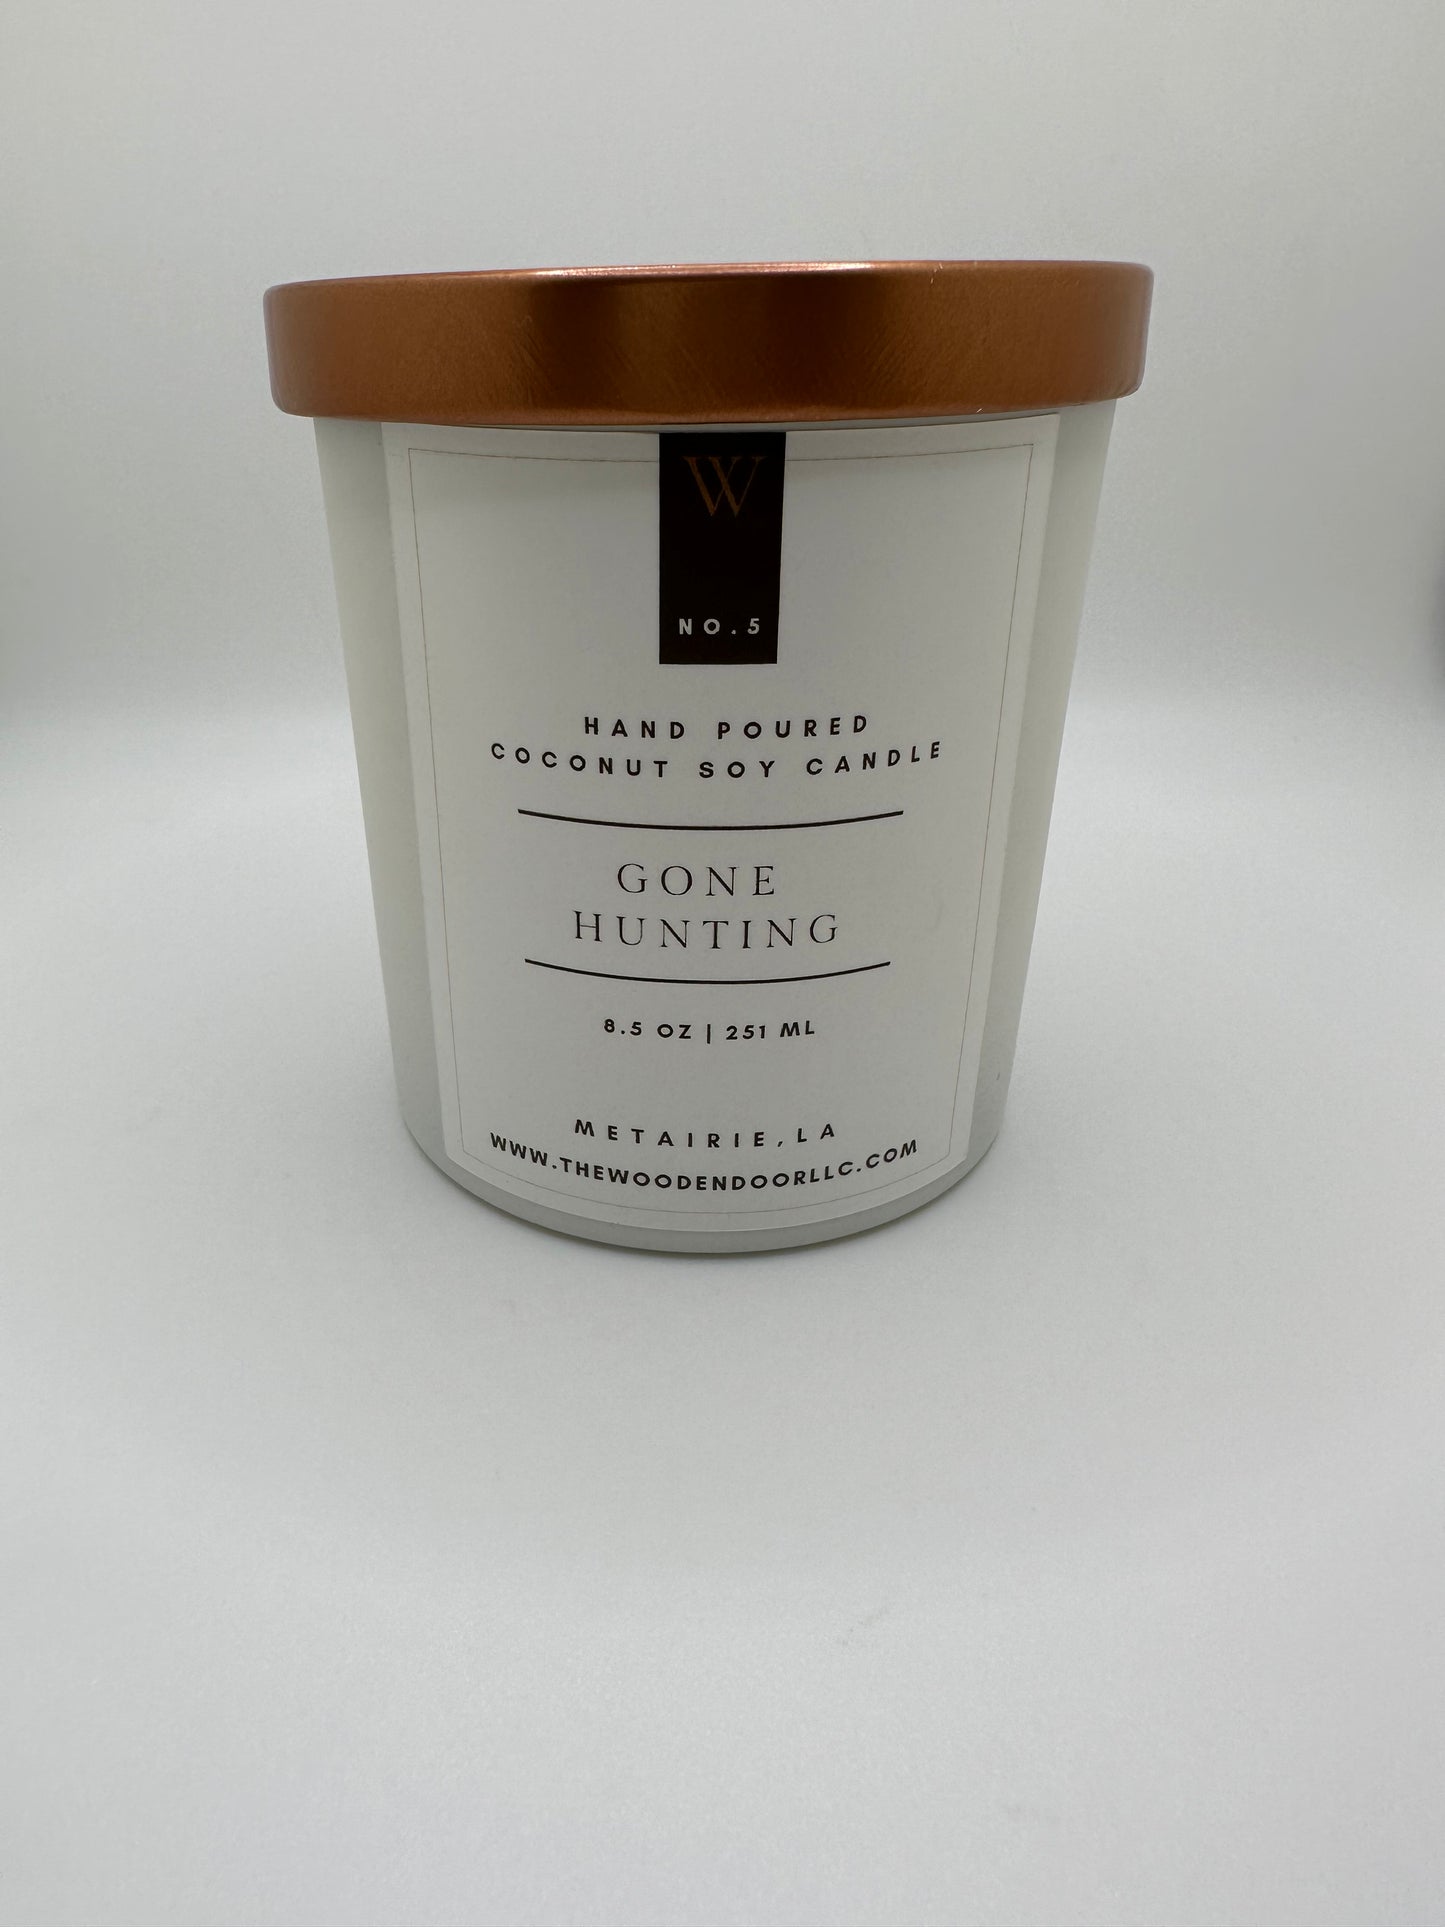 W
NO.5
HAND POURED
COCONUT SOY CANDLE
GONE
HUNTING
8.5 OZ | 251 ML
METAIRIE, LA
WWW.THEWOODENDOORLLC.COM